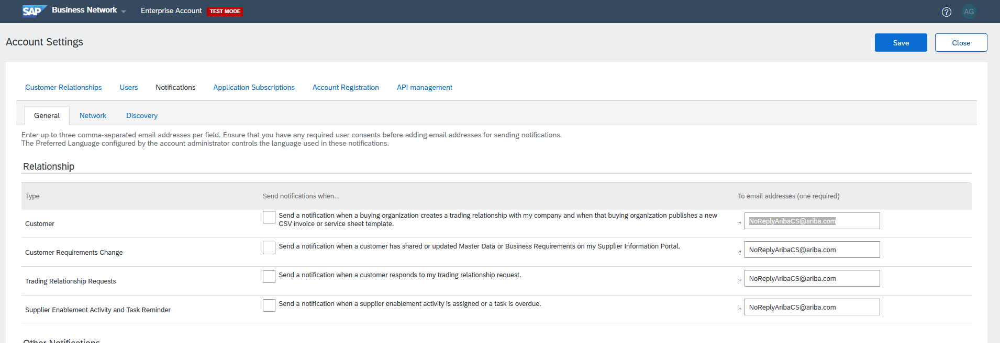 SAP Business Network Enterprise Account TEST MODE ? AG
Account Settings Save Close
Customer Relationships Users Notifications Application Subscriptions Account Registration API management
General Network Discovery
Enter up to three comma-separated email addresses per field. Ensure that you have any required user consents before adding email addresses for sending notifications.
The Preferred Language configured by the account administrator controls the language used in these notifications.
Relationship
Type Send notifications when... To email addresses (one required)
Customer
Send a notification when a buying organization creates a trading relationship with my company and when that buying organization publishes a new
CSV invoice or service sheet template.
* NoReplyAribaCS@ariba.com
Customer Requirements Change
Send a notification when a customer has shared or updated Master Data or Business Requirements on my Supplier Information Portal.
* NoReplyAribaCS@ariba.com
Trading Relationship Requests
Send a notification when a customer responds to my trading relationship request.
* NoReplyAribaCS@ariba.com
Supplier Enablement Activity and Task Reminder
Send a notification when a supplier enablement activity is assigned or a task is overdue.
* NoReplyAribaCS@ariba.com
Other Notifications